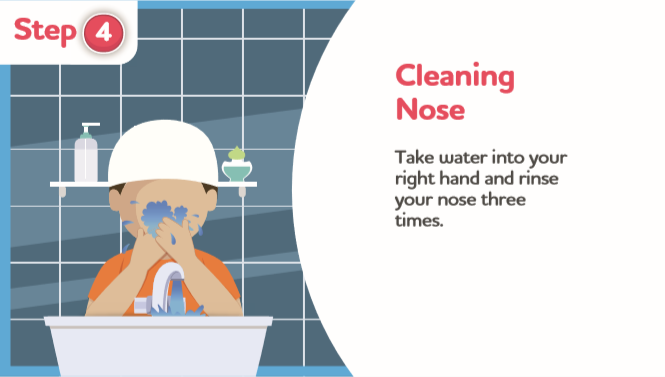 Step 4
Cleaning
Nose
Take water into your
right hand and rinse
your nose three
times.